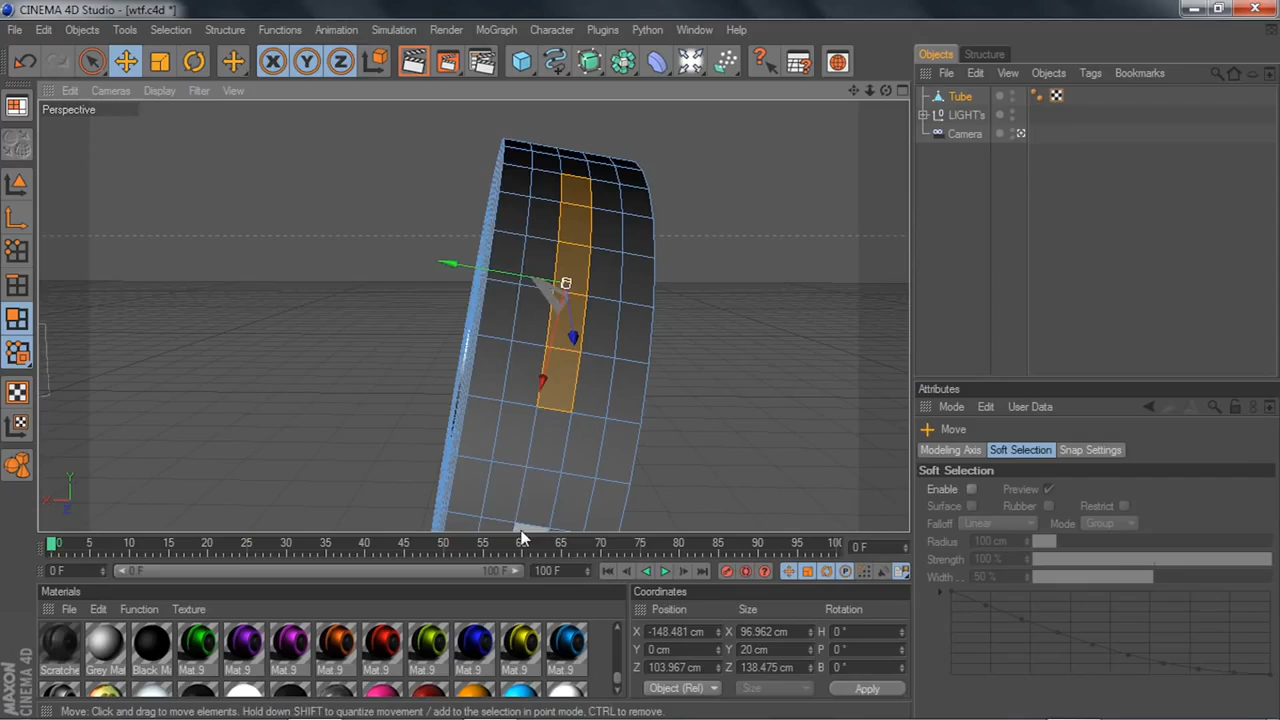 CINEMA 4D Studio - [wtf.c4d *]
File Edit Objects Tools Selection Structure Functions Animation Simulation Render MoGraph Character Plugins Python Window Help
X Y Z
Edit Cameras Display Filter View
Perspective
Y
X
Z
0 5 10 15 20 25 30 35 40 45 50 55 60 65 70 75 80 85 90 95 100 0 F
0 F 0 F 100 F 100 F
Materials
File Edit Function Texture
Scratche Grey Mat Black M Mat.9 Mat.9 Mat.9 Mat.9 Mat.9 Mat.9 Mat.9 Mat.9 Mat.9
Coordinates
Position Size Rotation
X -148.481 cm X 96.962 cm H 0 °
Y 0 cm Y 20 cm P 0 °
Z 103.967 cm Z 138.475 cm B 0 °
Object (Rel) Size Apply
Objects Structure
File Edit View Objects Tags Bookmarks
Tube
LIGHT's
Camera
Attributes
Mode Edit User Data
Move
Modeling Axis Soft Selection Snap Settings
Soft Selection
Enable Preview
Surface Rubber Restrict
Falloff Linear Mode Group
Radius 100 cm
Strength 100 %
Width . . 50 %
MAXON
CINEMA 4D
Move: Click and drag to move elements. Hold down SHIFT to quantize movement / add to the selection in point mode, CTRL to remove.